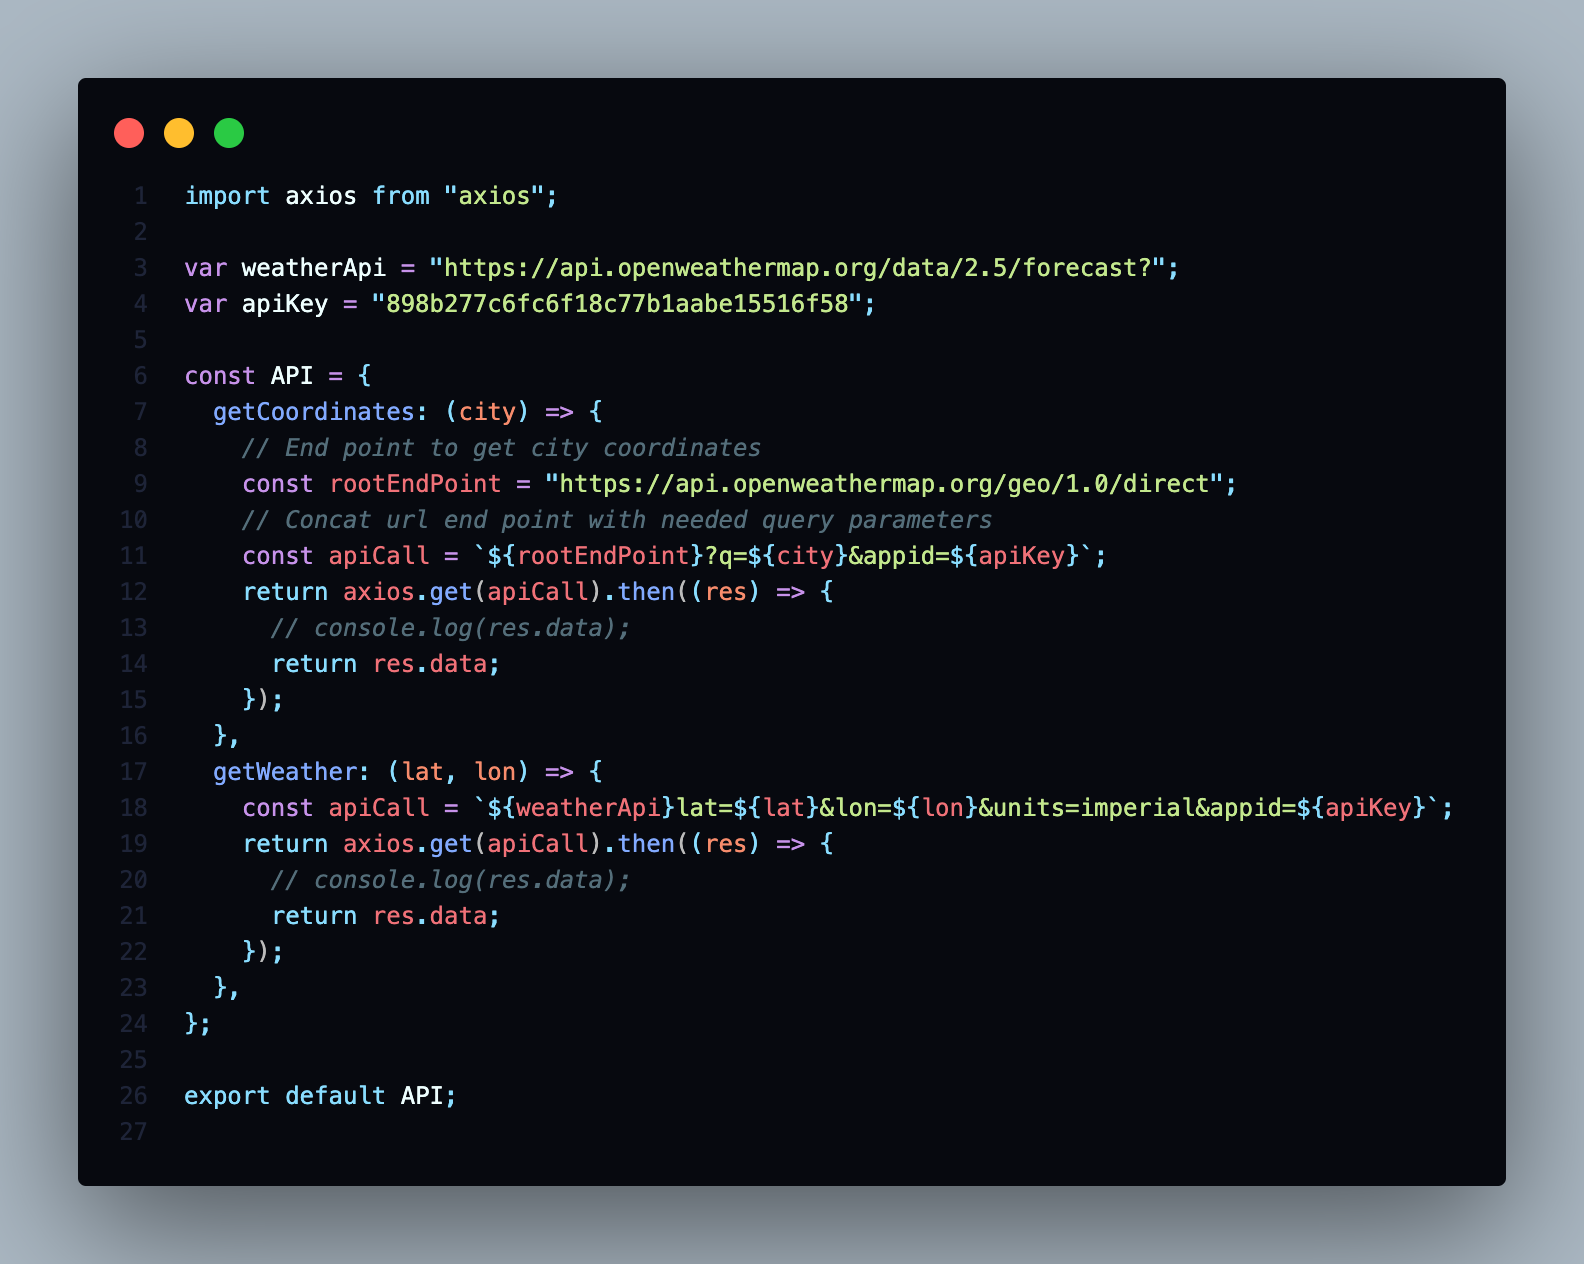 1 import axios from "axios";
2
3 var weatherApi = "https://api.openweathermap.org/data/2.5/forecast?";
4 var apiKey = "898b277c6fc6f18c77b1aabe15516f58";
5
6 const API = {
7   getCoordinates: (city) => {
8     // End point to get city coordinates
9     const rootEndPoint = "https://api.openweathermap.org/geo/1.0/direct";
10     // Concat url end point with needed query parameters
11     const apiCall = `${rootEndPoint}?q=${city}&appid=${apiKey}`;
12     return axios.get(apiCall).then((res) => {
13       // console.log(res.data);
14       return res.data;
15     });
16   },
17   getWeather: (lat, lon) => {
18     const apiCall = `${weatherApi}lat=${lat}&lon=${lon}&units=imperial&appid=${apiKey}`;
19     return axios.get(apiCall).then((res) => {
20       // console.log(res.data);
21       return res.data;
22     });
23   },
24 };
25
26 export default API;
27